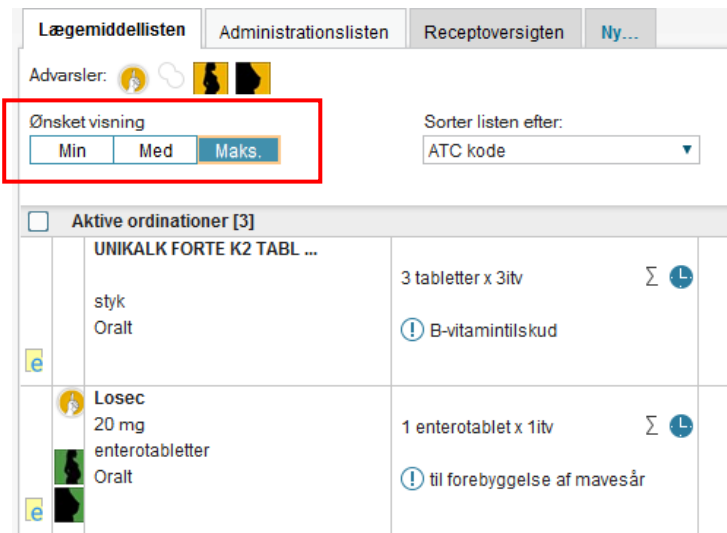 Lægemiddellisten Administrationslisten Receptoversigten Ny...
Advarsler:
Ønsket visning Sorter listen efter:
Min Med Maks. ATC kode
Aktive ordinationer [3]
UNIKALK FORTE K2 TABL ...
3 tabletter x 3itv Σ
styk
Oralt B-vitamintilskud
e
Losec
20 mg 1 enterotablet x 1itv Σ
enterotabletter
Oralt til forebyggelse af mavesår
e